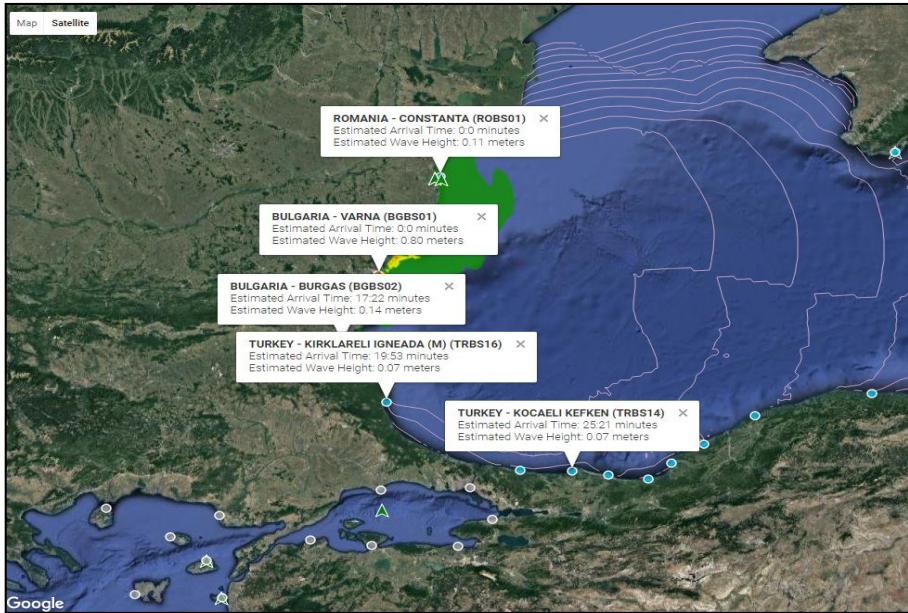 Map Satellite
ROMANIA - CONSTANTA (ROBS01)
Estimated Arrival Time: 0:0 minutes
Estimated Wave Height: 0.11 meters
BULGARIA - VARNA (BGBS01)
Estimated Arrival Time: 0:0 minutes
Estimated Wave Height: 0.80 meters
BULGARIA - BURGAS (BGBS02)
Estimated Arrival Time: 17:22 minutes
Estimated Wave Height: 0.14 meters
TURKEY - KIRKLARELI IGNEADA (M) (TRBS16)
Estimated Arrival Time: 19:53 minutes
Estimated Wave Height: 0.07 meters
TURKEY - KOCAELI KEFKEN (TRBS14)
Estimated Arrival Time: 25:21 minutes
Estimated Wave Height: 0.07 meters
Google